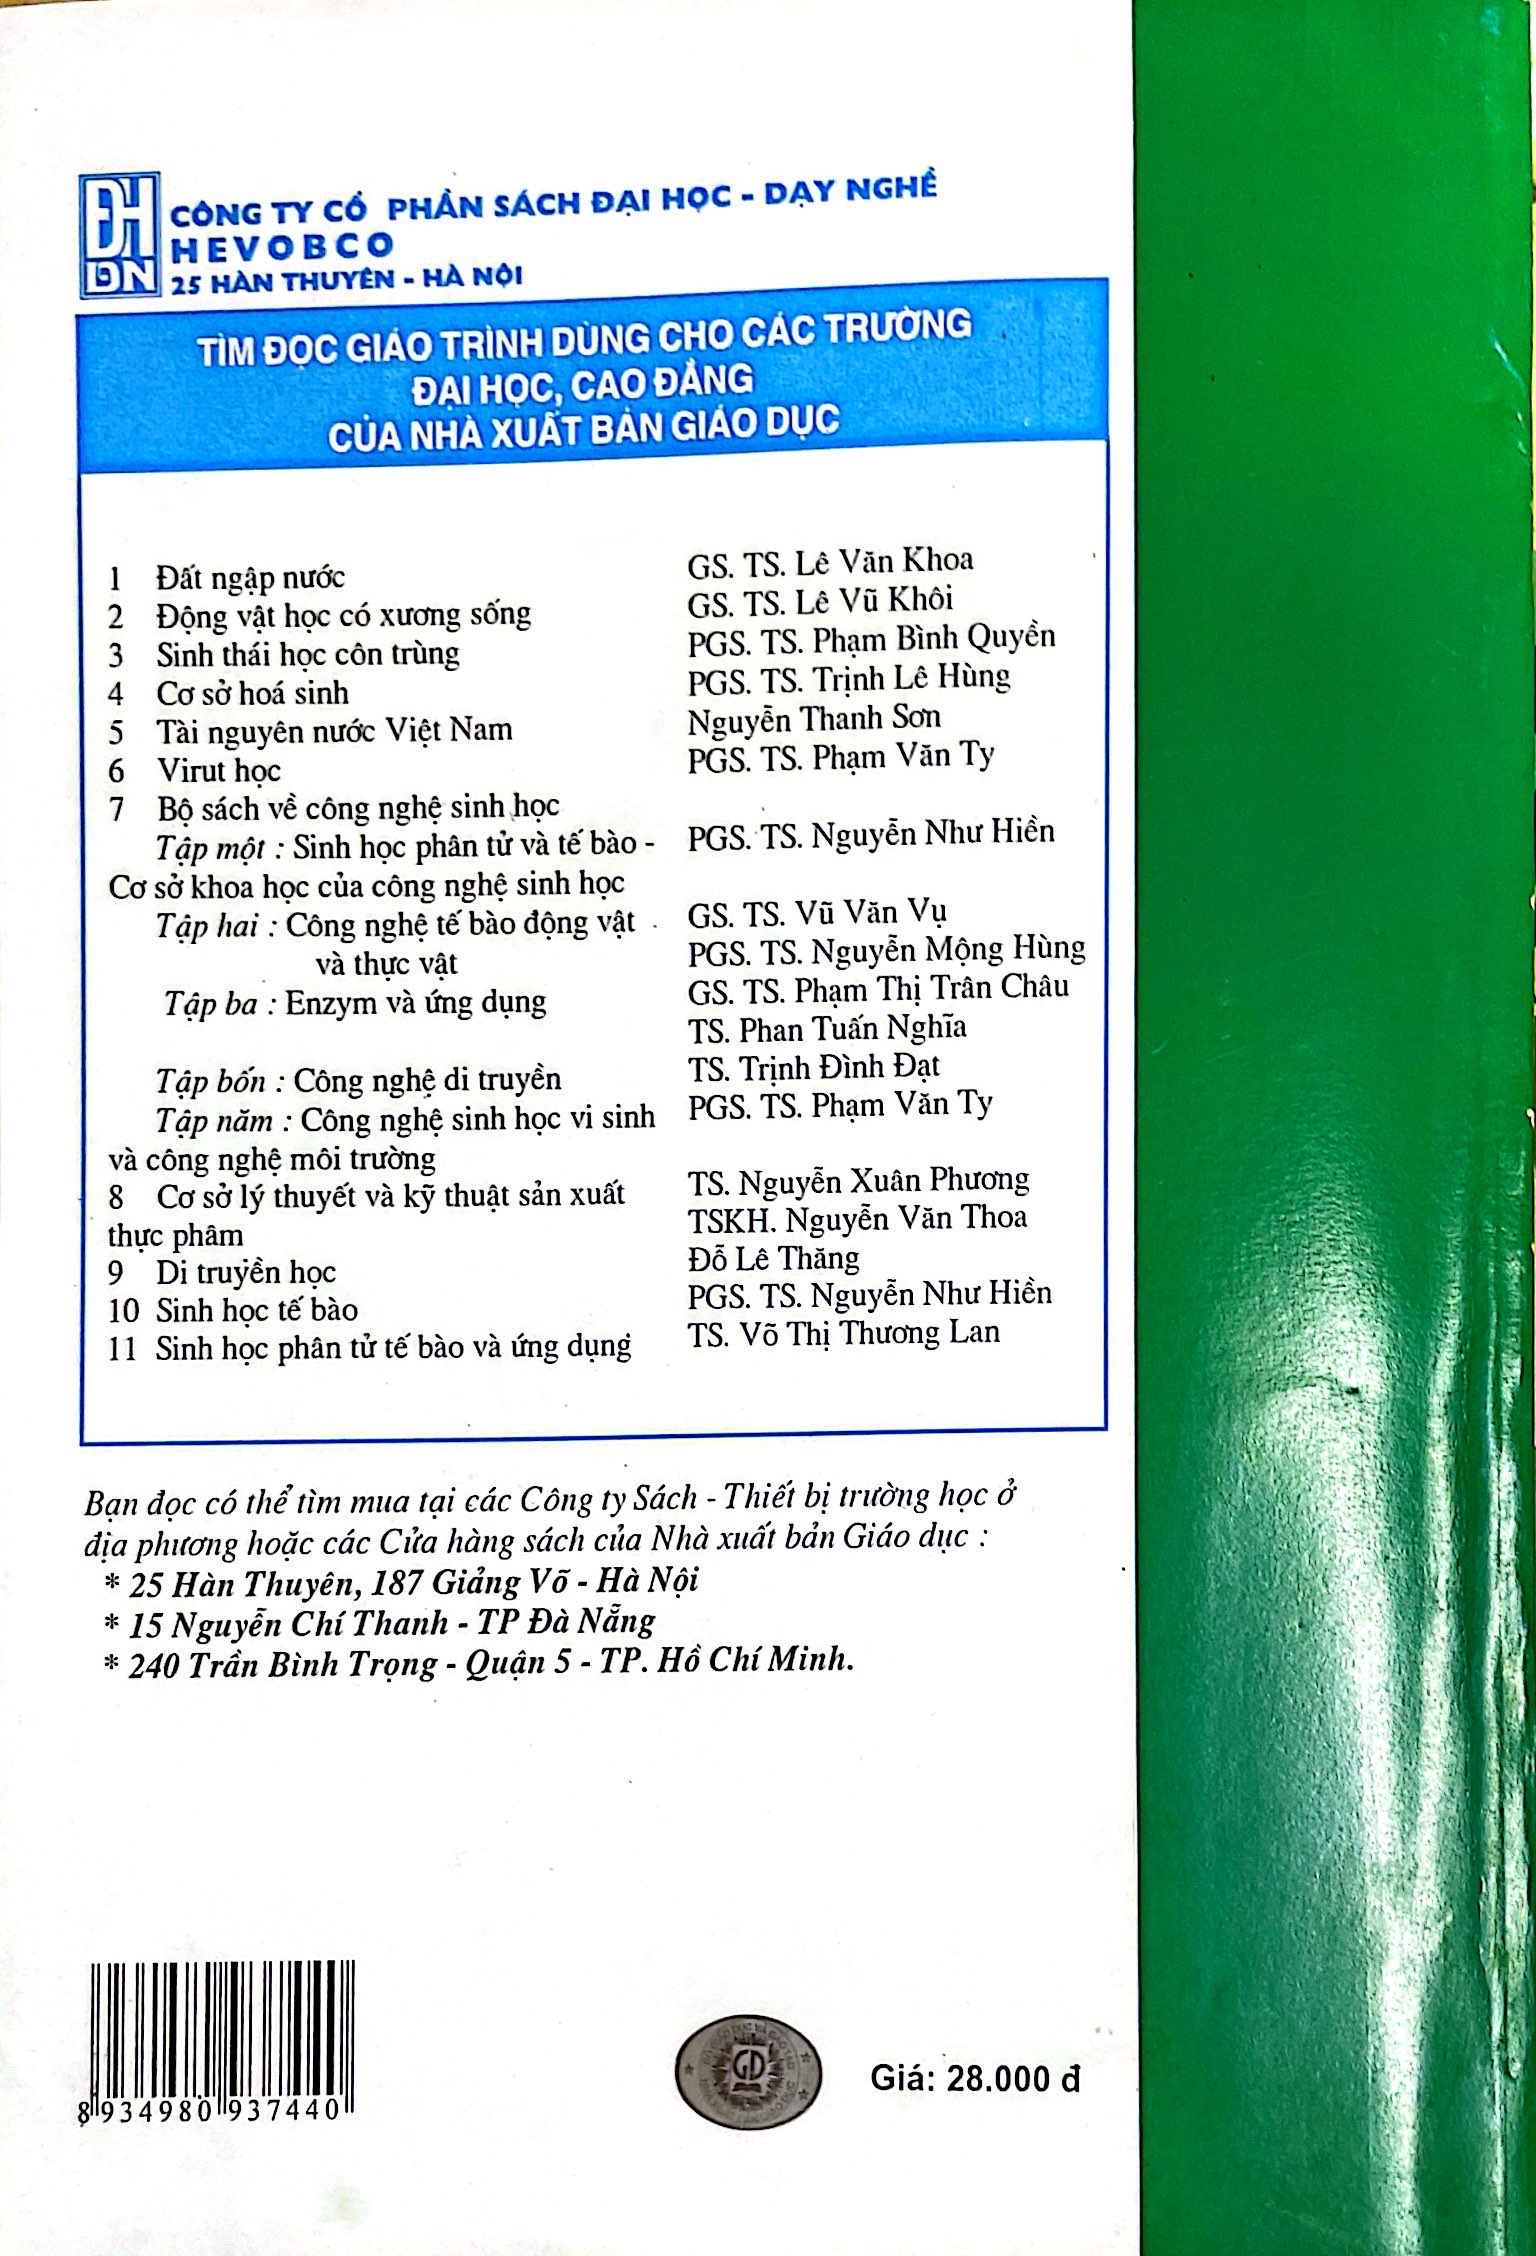 ĐH
ĐN
CÔNG TY CỔ PHẦN SÁCH ĐẠI HỌC - DẠY NGHỀ
HEVOBCO
25 HÀN THUYÊN - HÀ NỘI
TÌM ĐỌC GIÁO TRÌNH DÙNG CHO CÁC TRƯỜNG
ĐẠI HỌC, CAO ĐẲNG
CỦA NHÀ XUẤT BẢN GIÁO DỤC
1 Đất ngập nước GS. TS. Lê Văn Khoa
2 Động vật học có xương sống GS. TS. Lê Vũ Khôi
3 Sinh thái học côn trùng PGS. TS. Phạm Bình Quyền
4 Cơ sở hoá sinh PGS. TS. Trịnh Lê Hùng
5 Tài nguyên nước Việt Nam Nguyễn Thanh Sơn
6 Virut học PGS. TS. Phạm Văn Ty
7 Bộ sách về công nghệ sinh học
Tập một : Sinh học phân tử và tế bào - PGS. TS. Nguyễn Như Hiền
Cơ sở khoa học của công nghệ sinh học
Tập hai : Công nghệ tế bào động vật GS. TS. Vũ Văn Vụ
và thực vật PGS. TS. Nguyễn Mộng Hùng
Tập ba : Enzym và ứng dụng GS. TS. Phạm Thị Trân Châu
TS. Phan Tuấn Nghĩa
Tập bốn : Công nghệ di truyền TS. Trịnh Đình Đạt
Tập năm : Công nghệ sinh học vi sinh PGS. TS. Phạm Văn Ty
và công nghệ môi trường
8 Cơ sở lý thuyết và kỹ thuật sản xuất TS. Nguyễn Xuân Phương
thực phâm TSKH. Nguyễn Văn Thoa
9 Di truyền học Đỗ Lê Thăng
10 Sinh học tế bào PGS. TS. Nguyễn Như Hiền
11 Sinh học phân tử tế bào và ứng dụng TS. Võ Thị Thương Lan
Bạn đọc có thể tìm mua tại các Công ty Sách - Thiết bị trường học ở
địa phương hoặc các Cửa hàng sách của Nhà xuất bản Giáo dục :
* 25 Hàn Thuyên, 187 Giảng Võ - Hà Nội
* 15 Nguyễn Chí Thanh - TP Đà Nẵng
* 240 Trần Bình Trọng - Quận 5 - TP. Hồ Chí Minh.
8 934980 937440
GD
Giá: 28.000 đ